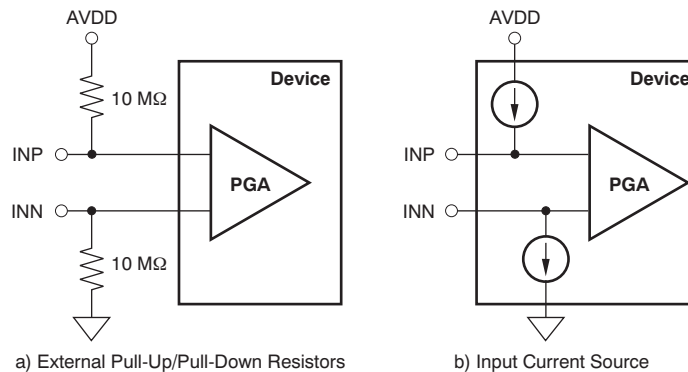 AVDD
10 MΩ
Device
INP
PGA
INN
10 MΩ
a) External Pull-Up/Pull-Down Resistors
AVDD
Device
INP
PGA
INN
b) Input Current Source